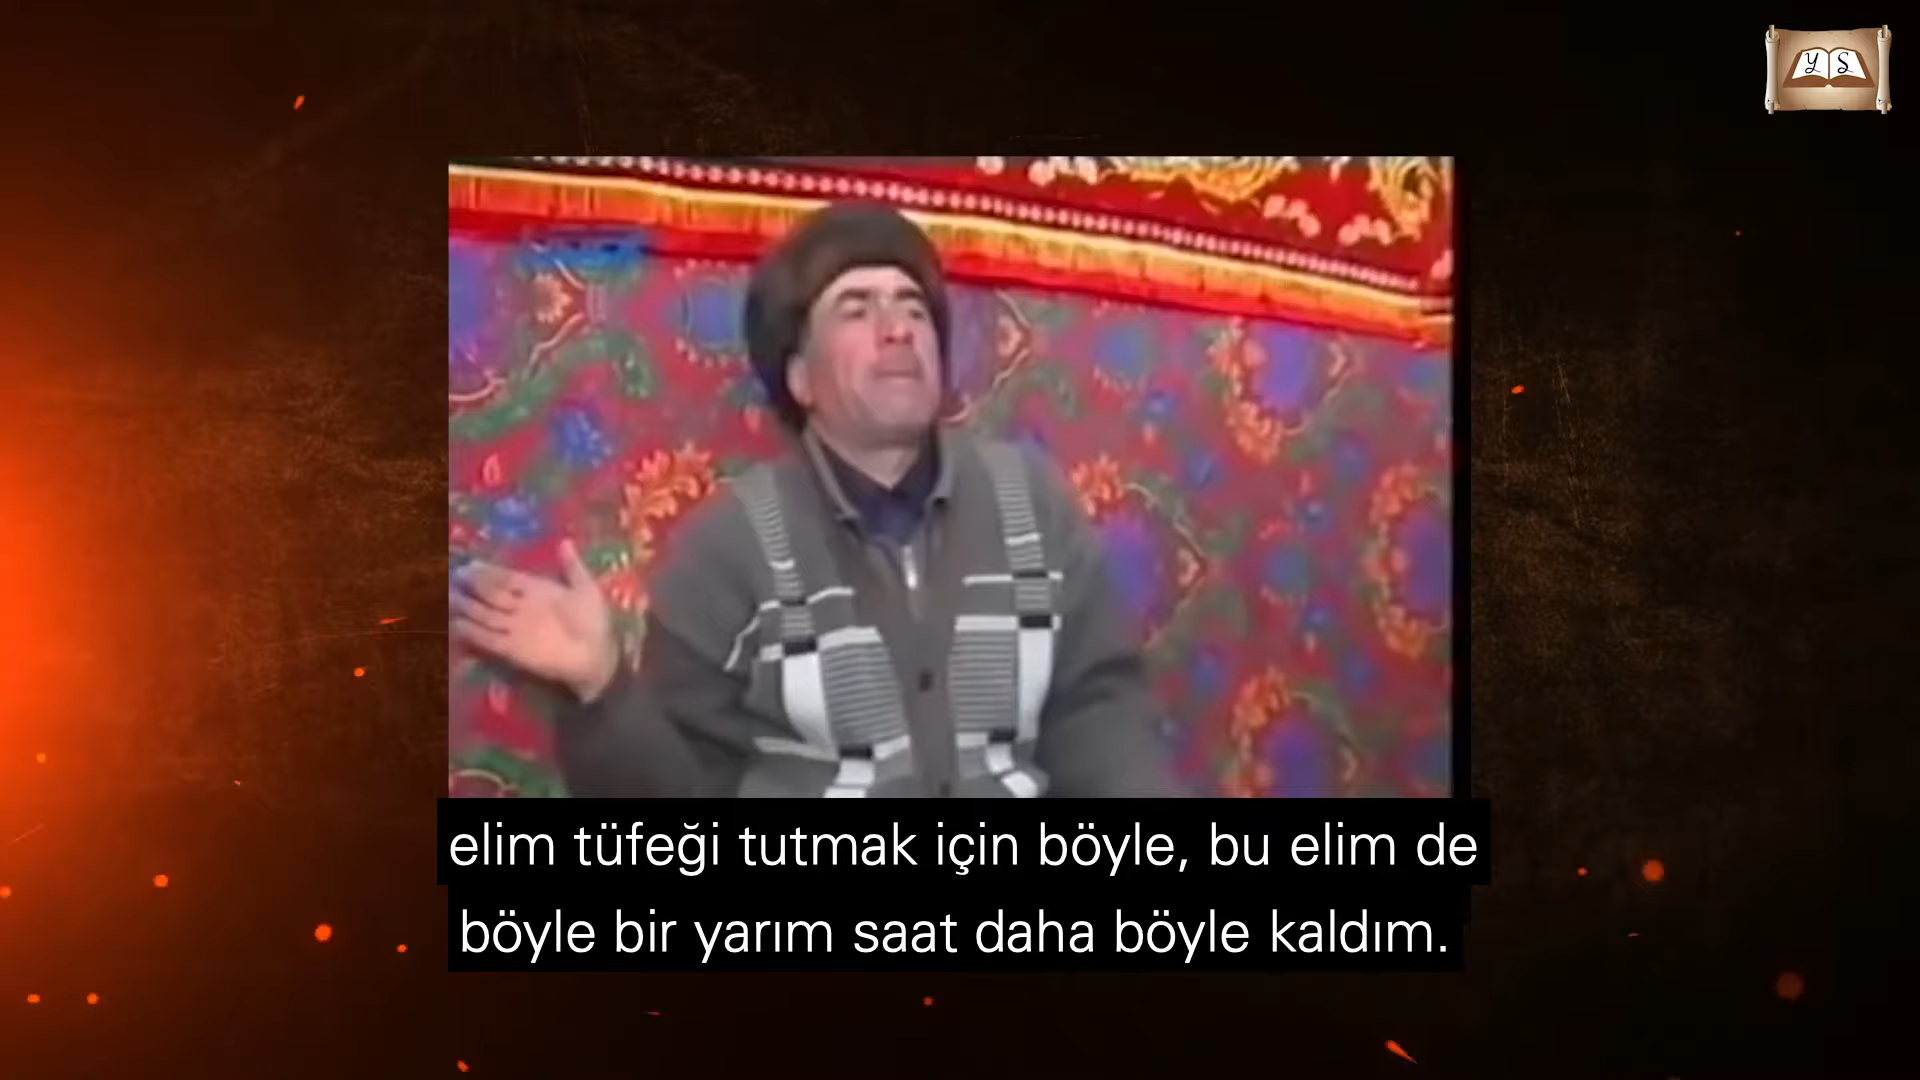 Y S
elim tüfeği tutmak için böyle, bu elim de
böyle bir yarım saat daha böyle kaldım.